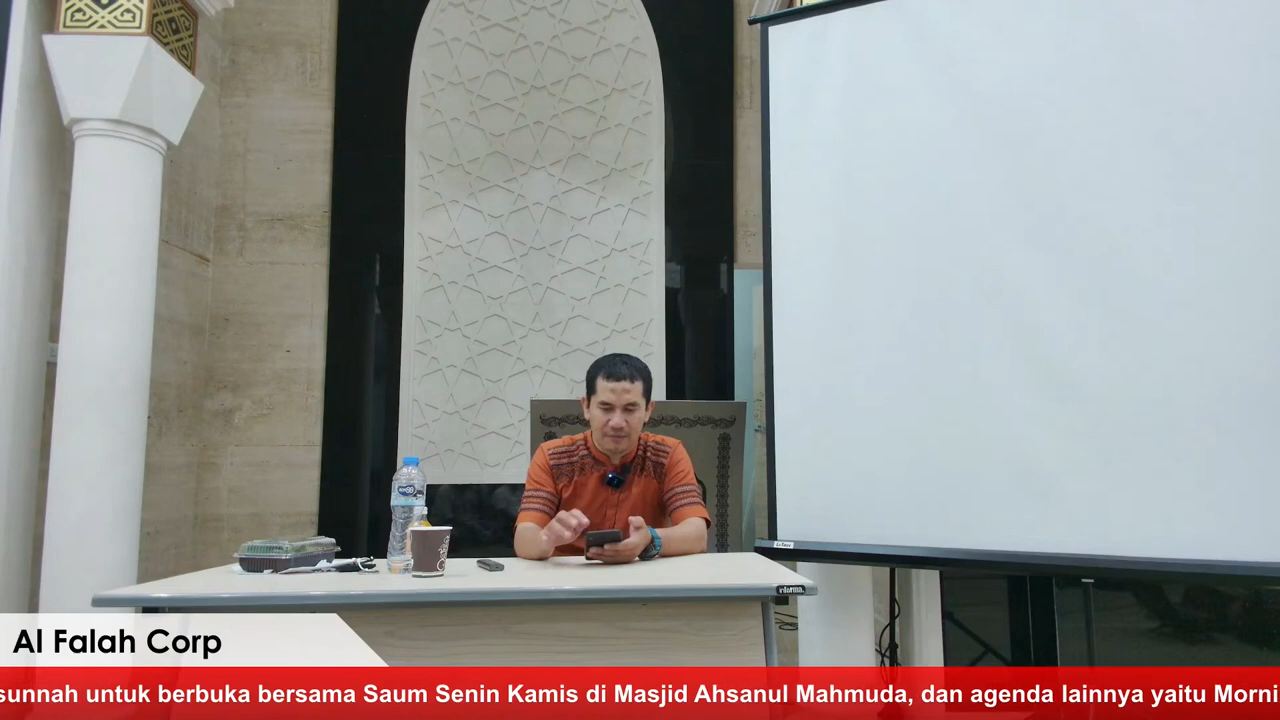 informa.
Al Falah Corp
sunnah untuk berbuka bersama Saum Senin Kamis di Masjid Ahsanul Mahmuda, dan agenda lainnya yaitu Morni